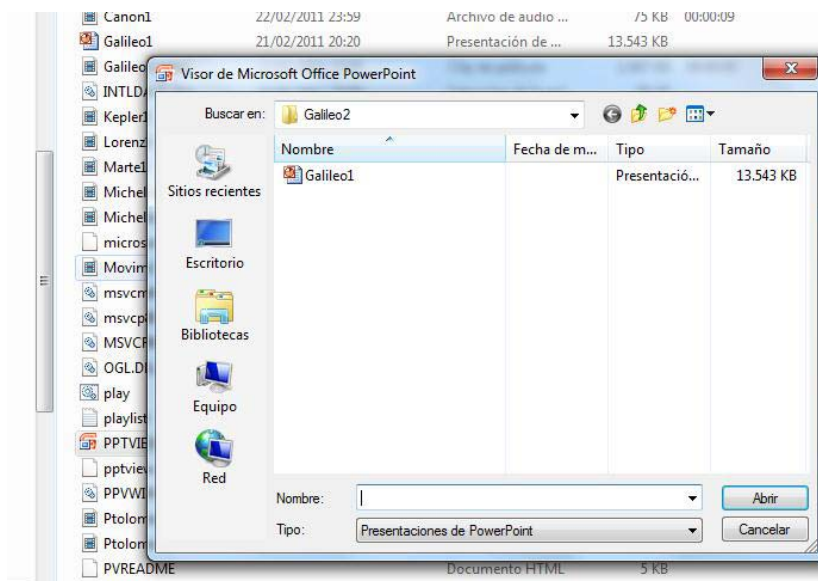 Canon1 22/02/2011 23:59 Archivo de audio ... 75 KB 00:00:09
Galileo1 21/02/2011 20:20 Presentación de ... 13.543 KB
Galileo
INTLD
Kepler1
Lorenz
Marte1
Michel
Michel
micros
Movim
msvcm
msvcp
MSVCR
OGL.D
play
playlist
PPTVIE
pptview
PPVWI
Ptolom
Ptolom
PVREADME Documento HTML 5 KB
Visor de Microsoft Office PowerPoint
Buscar en: Galileo2
Sitios recientes
Escritorio
Bibliotecas
Equipo
Red
Nombre Fecha de m... Tipo Tamaño
Galileo1 Presentació... 13.543 KB
Nombre:
Abrir
Tipo: Presentaciones de PowerPoint
Cancelar